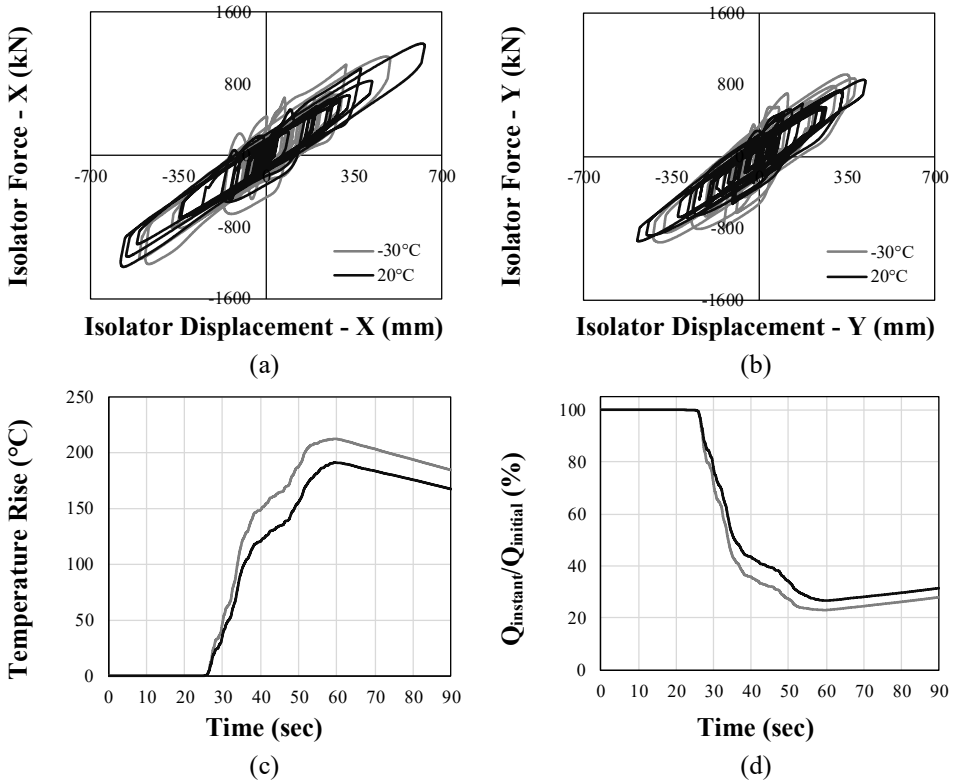 1600
800
-700
-350
0
350
700
-800
-1600
-30°C
20°C
Isolator Force - X (kN)
Isolator Displacement - X (mm)
(a)
1600
800
0
-700
-350
0
350
700
-800
-1600
-30°C
20°C
Isolator Force - Y (kN)
Isolator Displacement - Y (mm)
(b)
250
200
150
100
50
0
0 10 20 30 40 50 60 70 80 90
Temperature Rise (°C)
Time (sec)
(c)
100
80
60
40
20
0
0 10 20 30 40 50 60 70 80 90
Qinstant/Qinitial (%)
Time (sec)
(d)